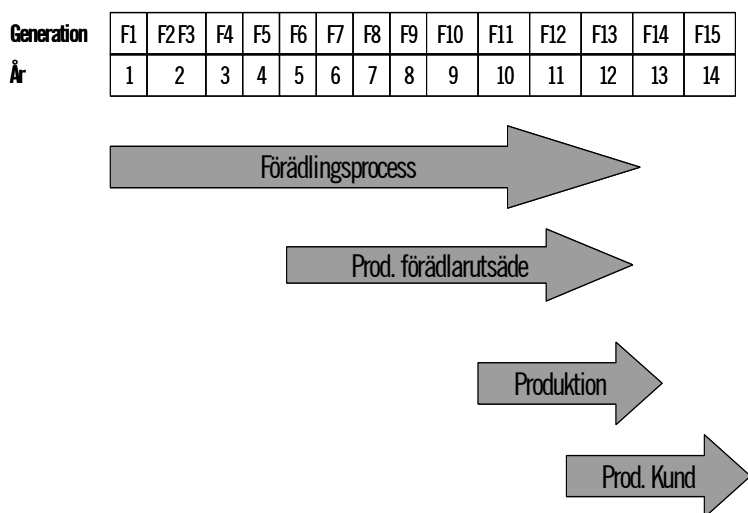 Generation F1 F2 F3 F4 F5 F6 F7 F8 F9 F10 F11 F12 F13 F14 F15
År 1 2 3 4 5 6 7 8 9 10 11 12 13 14
Förädlingsprocess
Prod. förädlarutsäde
Produktion
Prod. Kund